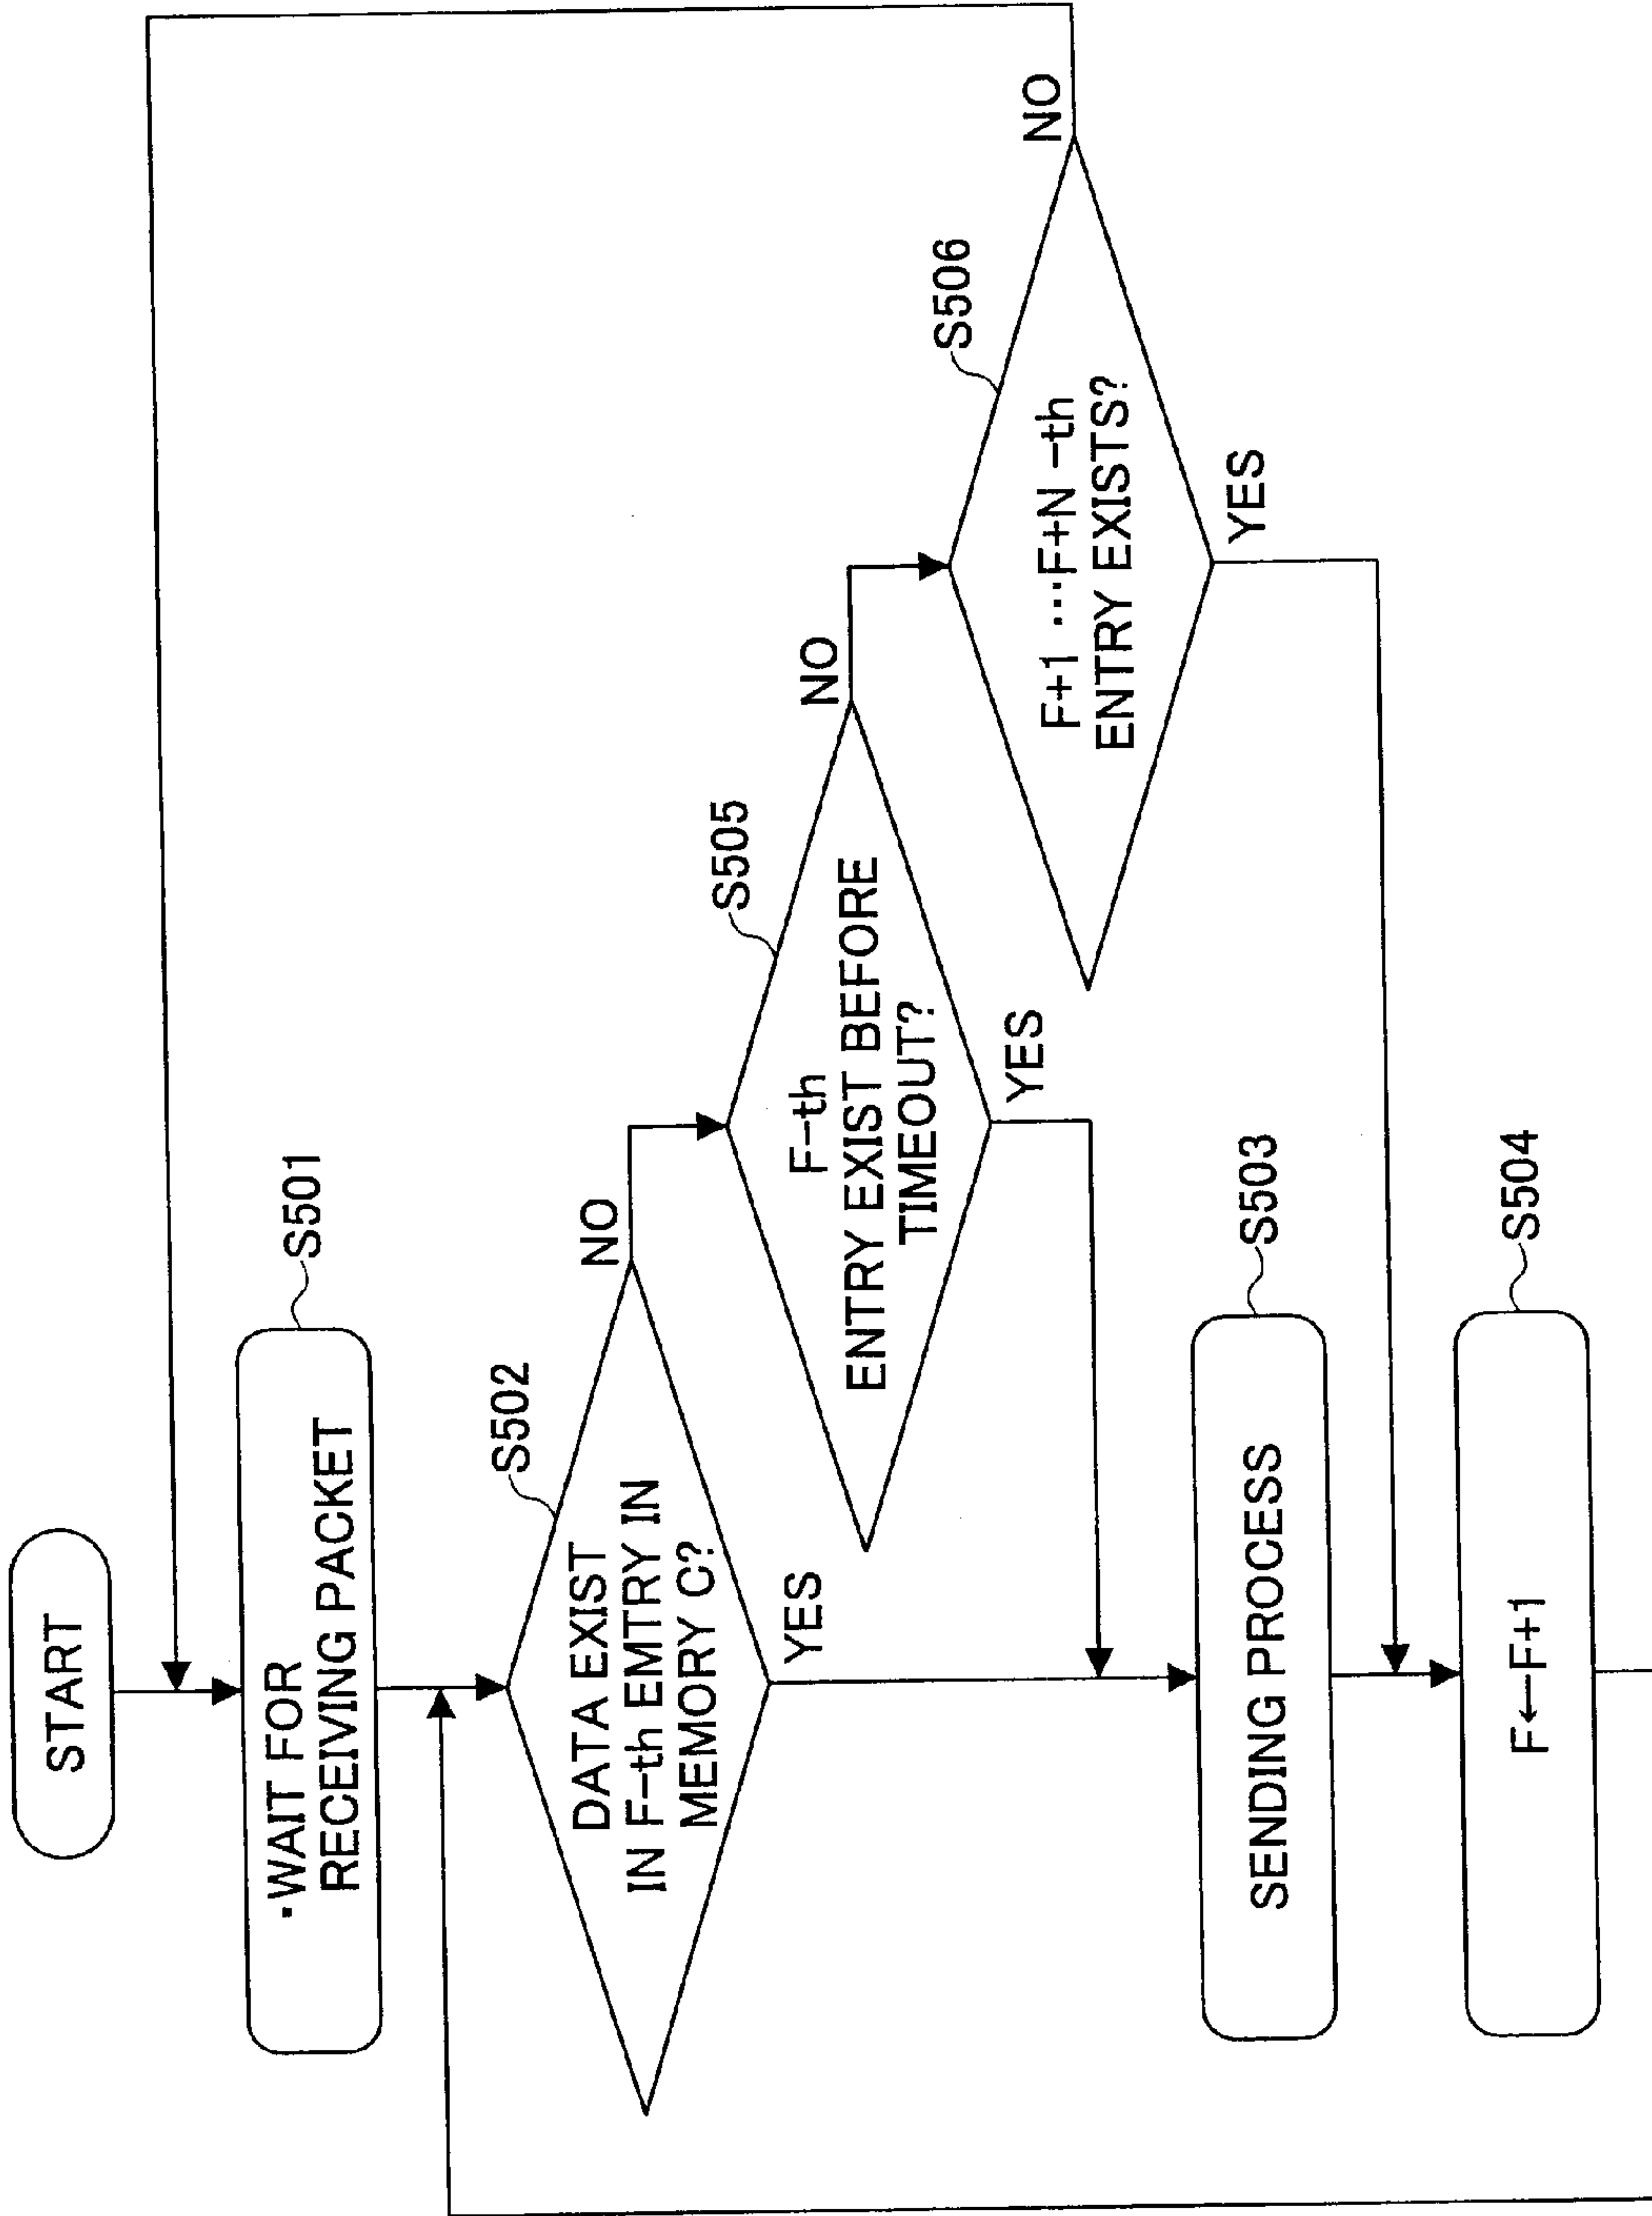 START
S501
·WAIT FOR
RECEIVING PACKET
S502
DATA EXIST
IN F-th EMTRY IN
MEMORY C?
NO
YES
S505
F-th
ENTRY EXIST BEFORE
TIMEOUT?
NO
YES
S506
F+1 ···F+N -th
ENTRY EXISTS?
NO
YES
S503
SENDING PROCESS
S504
F←F+1